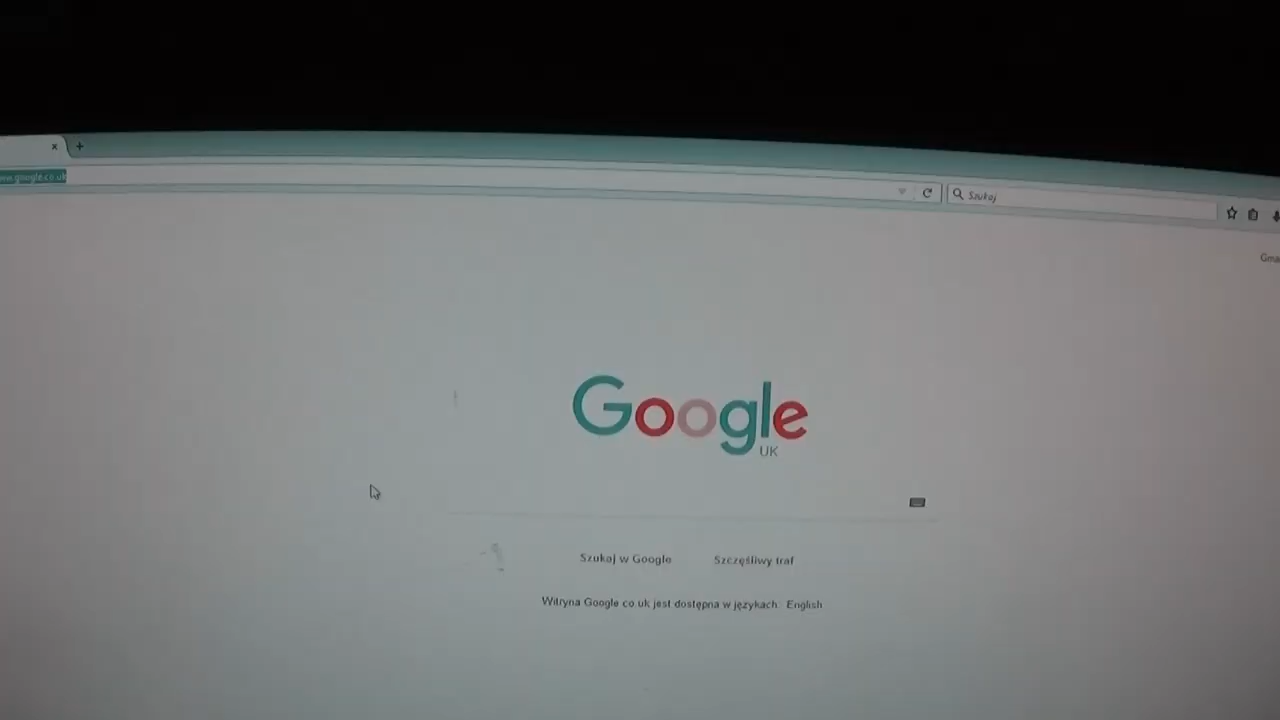 www.google.co.uk
Szukaj
Google
UK
Szukaj w Google
Szczęśliwy traf
Witryna Google.co.uk jest dostępna w językach: English